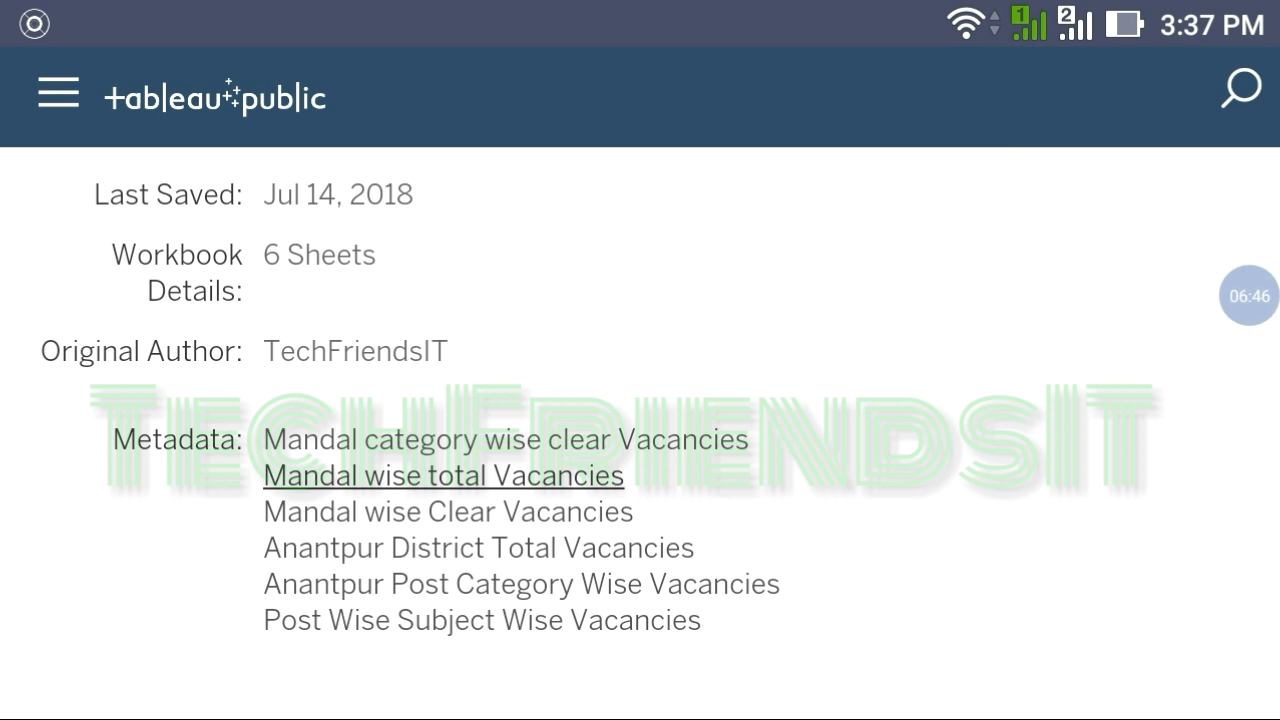 1 2 3:37 PM
tableau public
Last Saved: Jul 14, 2018
Workbook Details: 6 Sheets
06:46
Original Author: TechFriendsIT
TechFriendsIT
Metadata: Mandal category wise clear Vacancies
Mandal wise total Vacancies
Mandal wise Clear Vacancies
Anantpur District Total Vacancies
Anantpur Post Category Wise Vacancies
Post Wise Subject Wise Vacancies